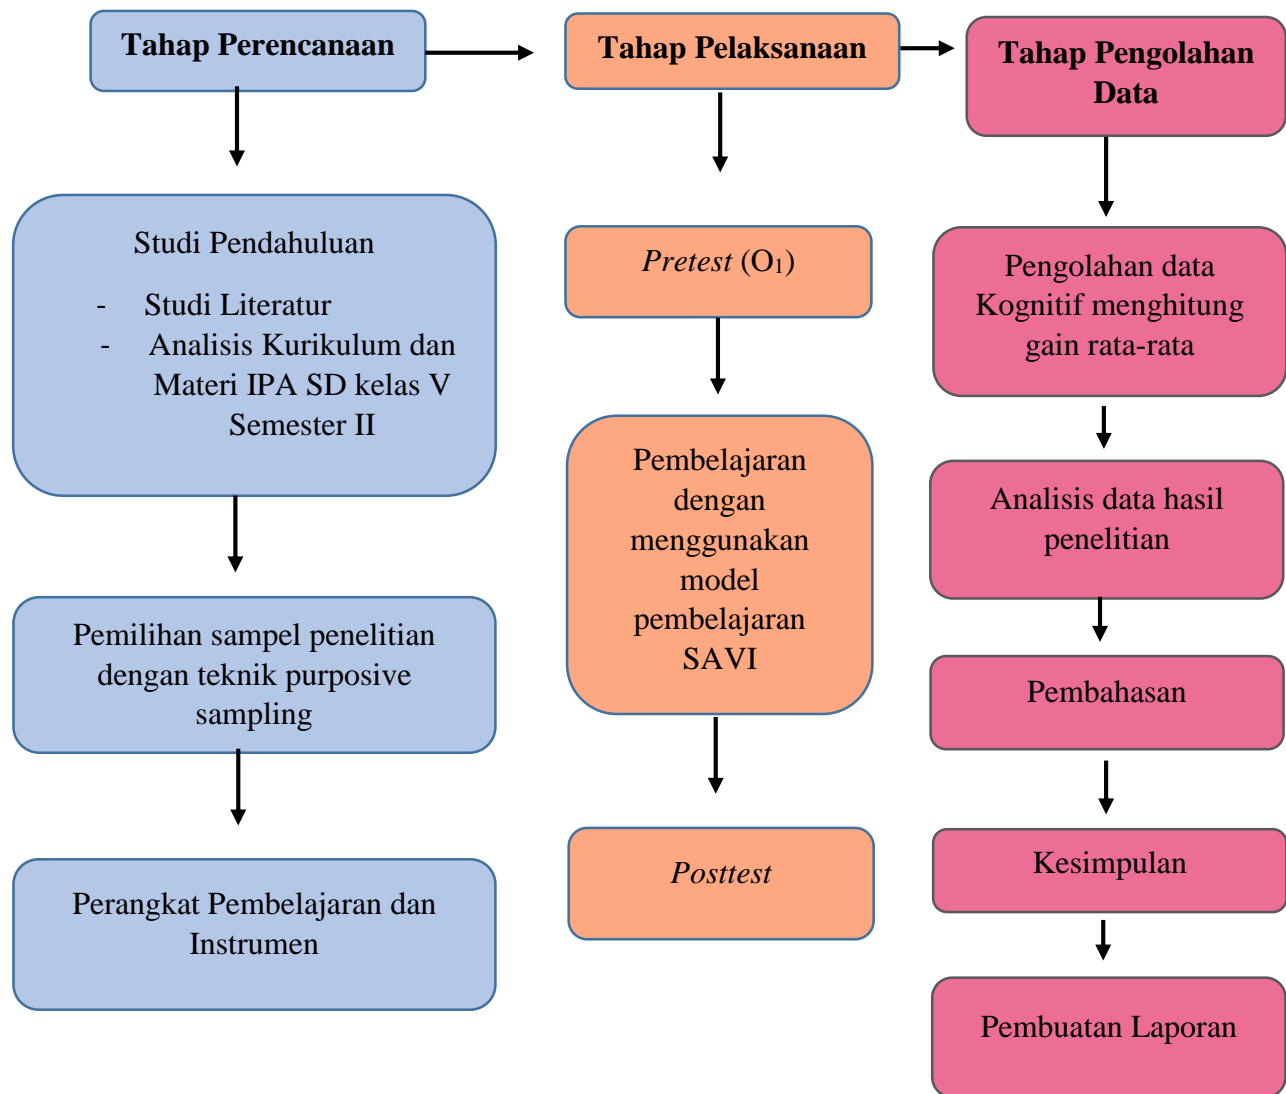 Tahap Perencanaan
Studi Pendahuluan
- Studi Literatur
- Analisis Kurikulum dan
Materi IPA SD kelas V
Semester II
Pemilihan sampel penelitian
dengan teknik purposive
sampling
Perangkat Pembelajaran dan
Instrumen
Tahap Pelaksanaan
Pretest (O₁)
Pembelajaran
dengan
menggunakan
model
pembelajaran
SAVI
Posttest
Tahap Pengolahan
Data
Pengolahan data
Kognitif menghitung
gain rata-rata
Analisis data hasil
penelitian
Pembahasan
Kesimpulan
Pembuatan Laporan